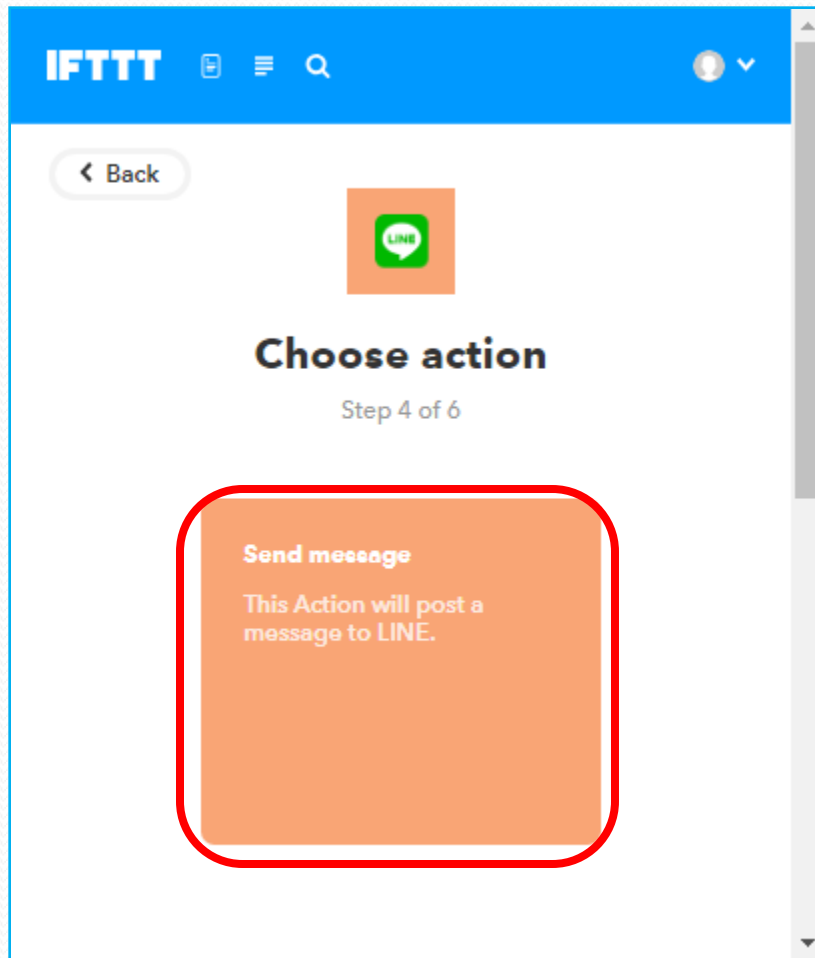 IFTTT
Back
LINE
Choose action
Step 4 of 6
Send message
This Action will post a
message to LINE.